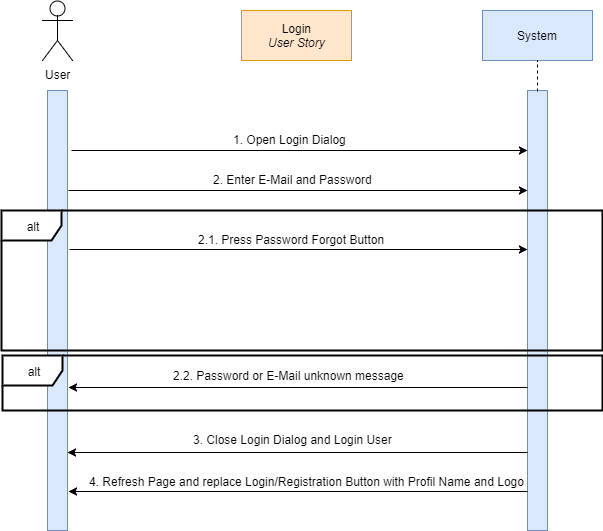 Login
User Story
System
User
1. Open Login Dialog
2. Enter E-Mail and Password
alt
2.1. Press Password Forgot Button
alt
2.2. Password or E-Mail unknown message
3. Close Login Dialog and Login User
4. Refresh Page and replace Login/Registration Button with Profil Name and Logo